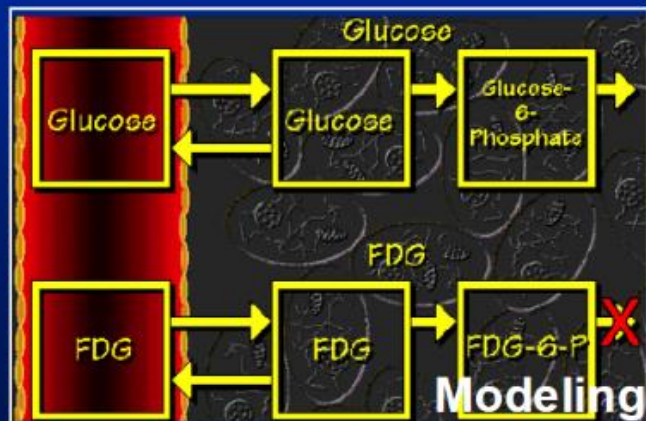 Glucose
Glucose
Glucose
Glucose-
6-
Phosphate
FDG
FDG
FDG
FDG-6-P
X
Modeling